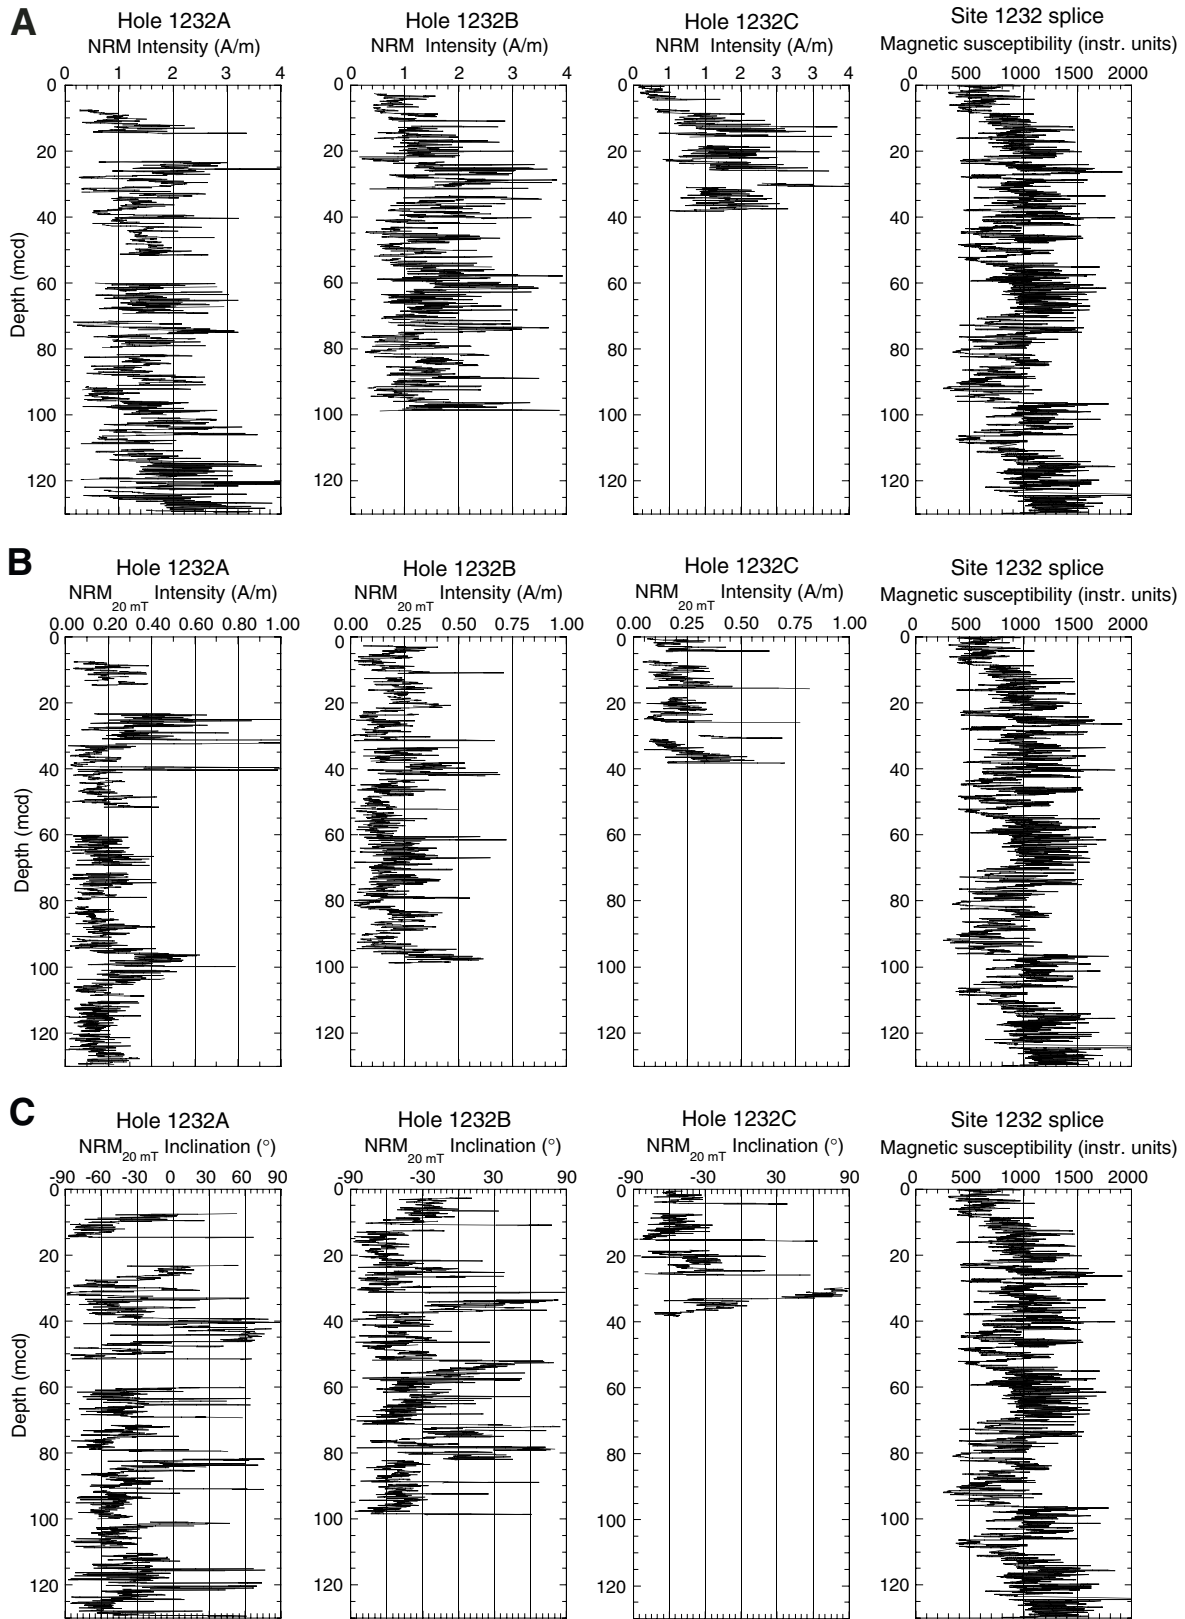 A
Hole 1232A
NRM Intensity (A/m)
0 1 2 3 4
Hole 1232B
NRM Intensity (A/m)
0 1 2 3 4
Hole 1232C
NRM Intensity (A/m)
0 1 1 2 3 3 4
Site 1232 splice
Magnetic susceptibility (instr. units)
0 500 1000 1500 2000
Depth (mcd)
0 0 0 0
20 20 20 20
40 40 40 40
60 60 60 60
80 80 80 80
100 100 100 100
120 120 120 120
B
Hole 1232A
NRM20 mT Intensity (A/m)
0.00 0.20 0.40 0.60 0.80 1.00
Hole 1232B
NRM20 mT Intensity (A/m)
0.00 0.25 0.50 0.75 1.00
Hole 1232C
NRM20 mT Intensity (A/m)
0.00 0.25 0.50 0.75 1.00
Site 1232 splice
Magnetic susceptibility (instr. units)
0 500 1000 1500 2000
Depth (mcd)
0 0 0 0
20 20 20 20
40 40 40 40
60 60 60 60
80 80 80 80
100 100 100 100
120 120 120 120
C
Hole 1232A
NRM20 mT Inclination (°)
-90 -60 -30 0 30 60 90
Hole 1232B
NRM20 mT Inclination (°)
-90 -30 30 90
Hole 1232C
NRM20 mT Inclination (°)
-90 -30 30 90
Site 1232 splice
Magnetic susceptibility (instr. units)
0 500 1000 1500 2000
Depth (mcd)
0 0 0 0
20 20 20 20
40 40 40 40
60 60 60 60
80 80 80 80
100 100 100 100
120 120 120 120